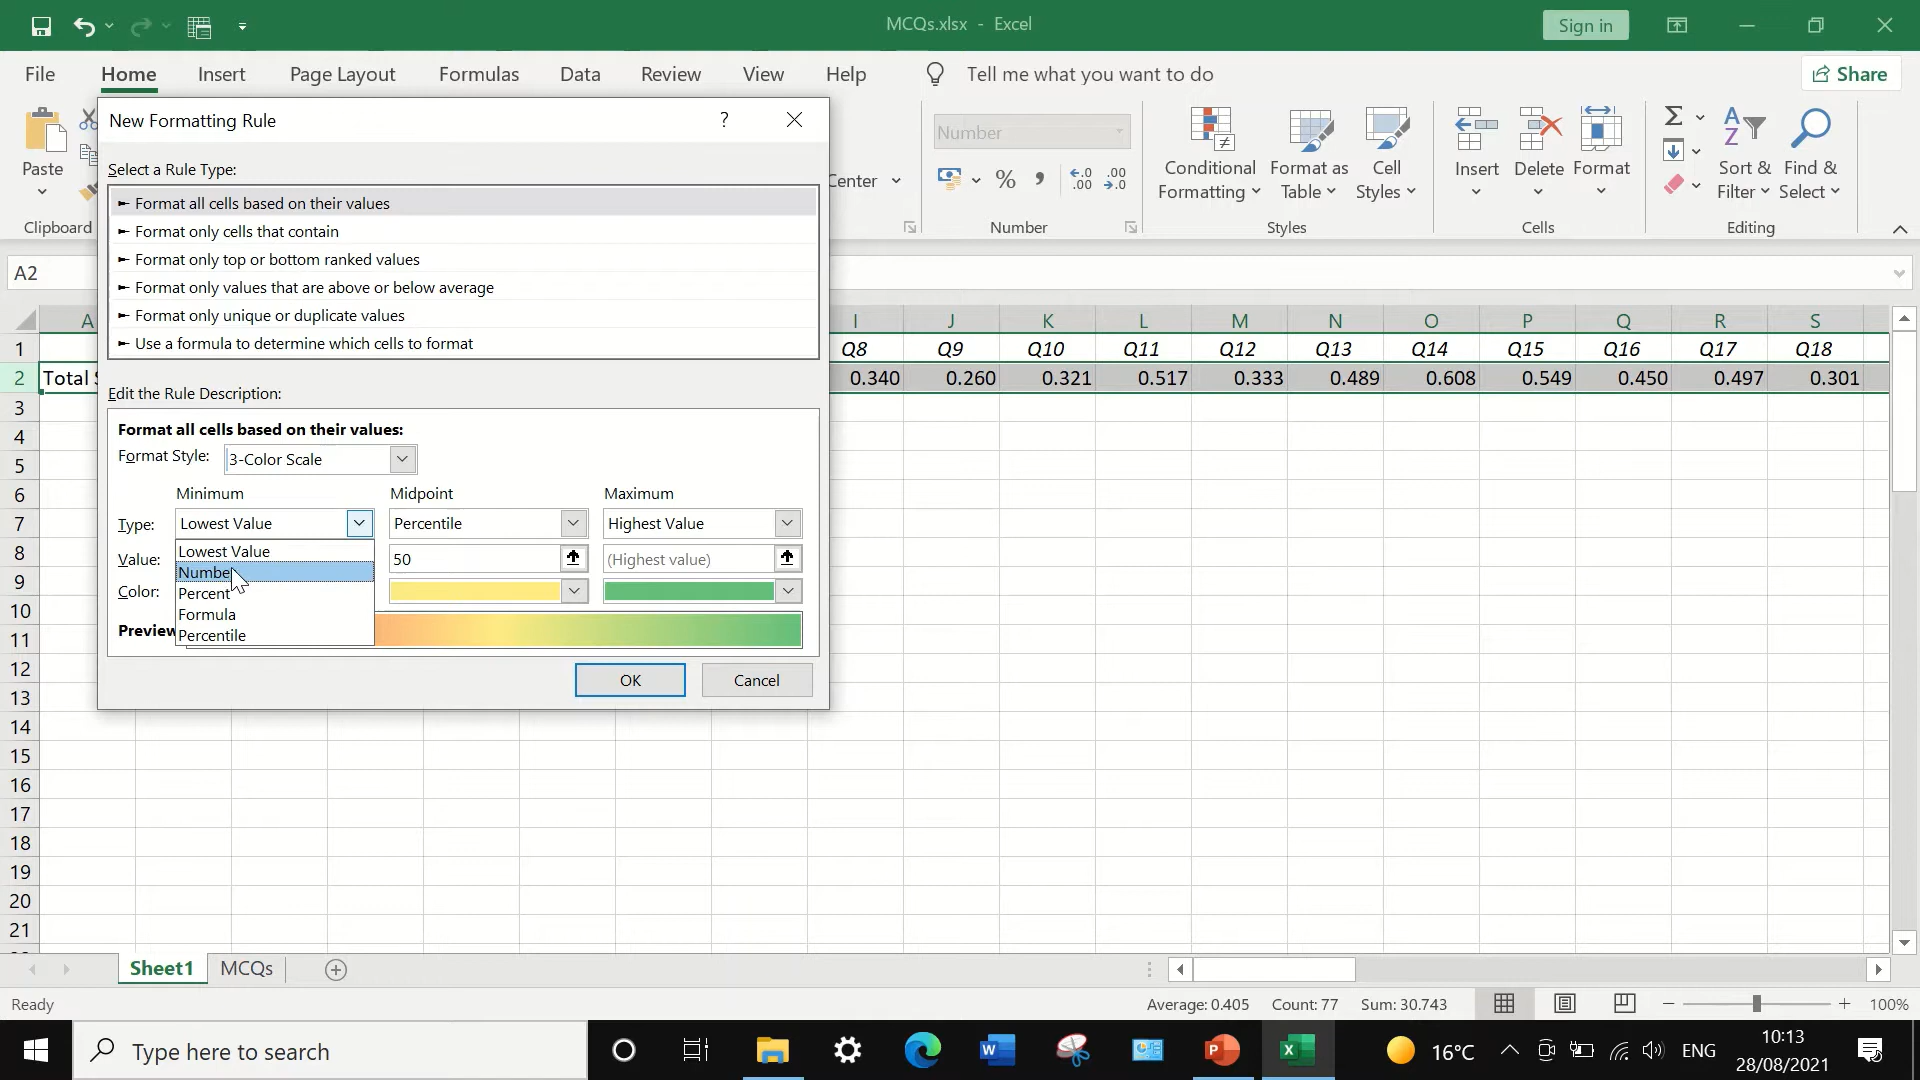 MCQs.xlsx - Excel
Sign in
File Home Insert Page Layout Formulas Data Review View Help Tell me what you want to do Share
New Formatting Rule ?
Select a Rule Type:
► Format all cells based on their values
► Format only cells that contain
► Format only top or bottom ranked values
► Format only values that are above or below average
► Format only unique or duplicate values
► Use a formula to determine which cells to format
Edit the Rule Description:
Format all cells based on their values:
Format Style: 3-Color Scale
Minimum Midpoint Maximum
Type: Lowest Value Percentile Highest Value
Value: 50 (Highest value)
Color:
Preview
Lowest Value
Number
Percent
Formula
Percentile
OK Cancel
Paste
Clipboard
Center
Number
% , .00 .0
Number
Conditional Formatting
Format as Table
Cell Styles
Styles
Insert Delete Format
Cells
Sort & Filter
Find & Select
Editing
A2
A I J K L M N O P Q R S
1 Q8 Q9 Q10 Q11 Q12 Q13 Q14 Q15 Q16 Q17 Q18
2 Total S 0.340 0.260 0.321 0.517 0.333 0.489 0.608 0.549 0.450 0.497 0.301
3
4
5
6
7
8
9
10
11
12
13
14
15
16
17
18
19
20
21
Sheet1 MCQs
Ready Average: 0.405 Count: 77 Sum: 30.743 100%
Type here to search 16°C ENG 10:13
28/08/2021